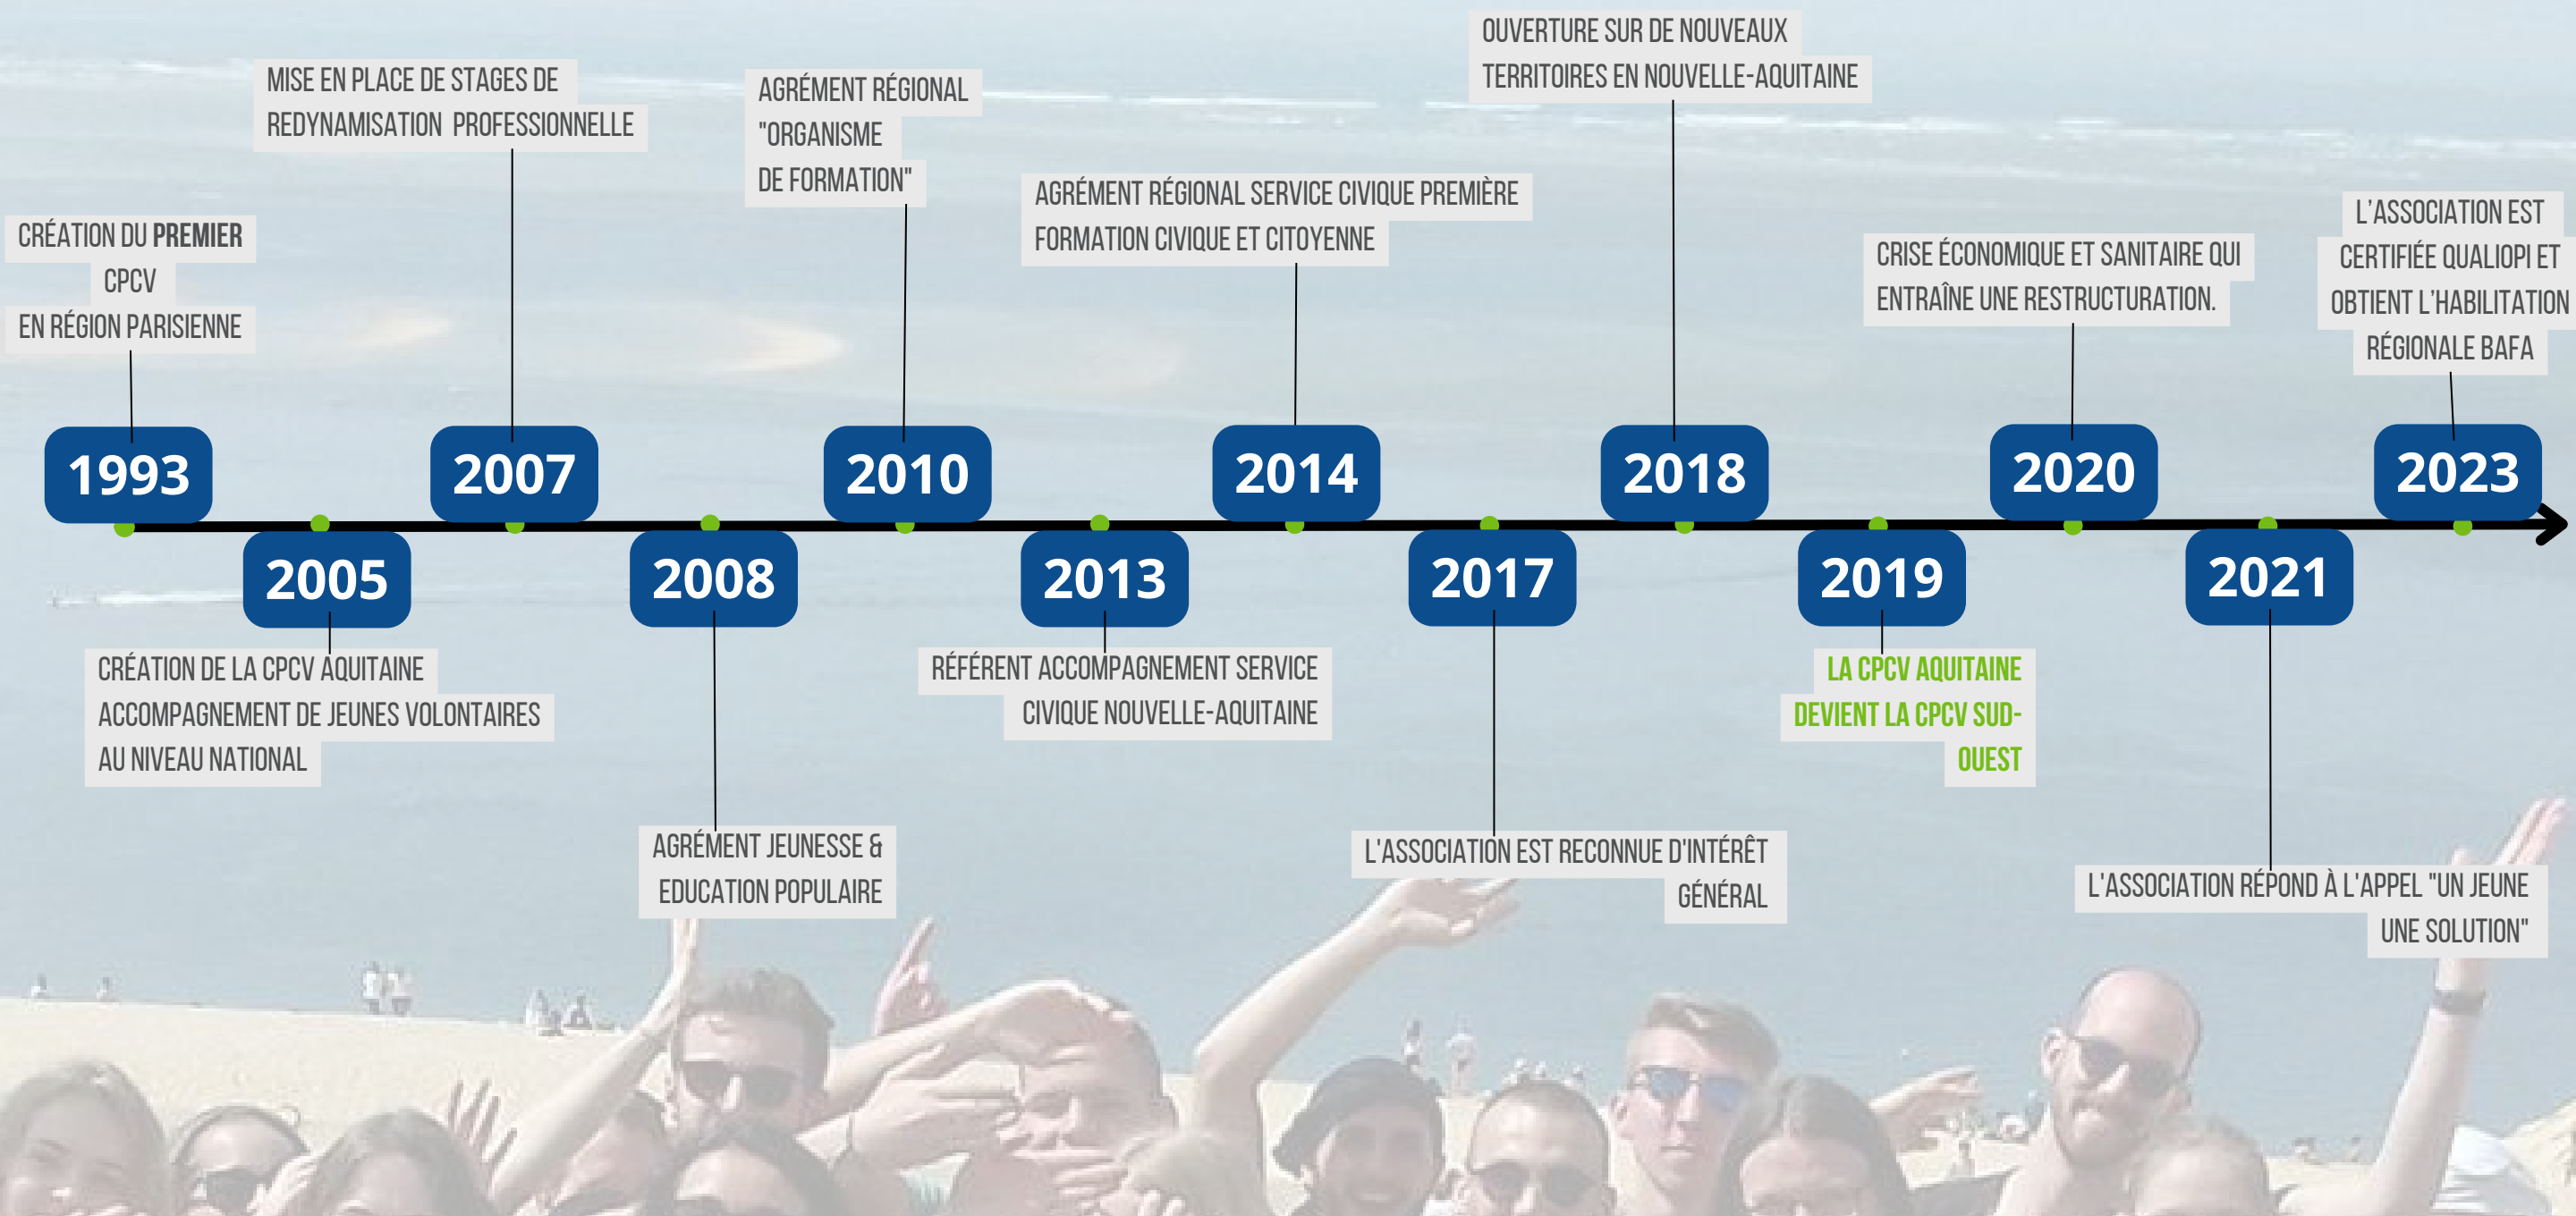 CRÉATION DU PREMIER
CPCV
EN RÉGION PARISIENNE
1993
2005
CRÉATION DE LA CPCV AQUITAINE
ACCOMPAGNEMENT DE JEUNES VOLONTAIRES
AU NIVEAU NATIONAL
MISE EN PLACE DE STAGES DE
REDYNAMISATION PROFESSIONNELLE
2007
2008
AGRÉMENT JEUNESSE &
EDUCATION POPULAIRE
AGRÉMENT RÉGIONAL
"ORGANISME
DE FORMATION"
2010
2013
RÉFÉRENT ACCOMPAGNEMENT SERVICE
CIVIQUE NOUVELLE-AQUITAINE
AGRÉMENT RÉGIONAL SERVICE CIVIQUE PREMIÈRE
FORMATION CIVIQUE ET CITOYENNE
2014
2017
L'ASSOCIATION EST RECONNUE D'INTÉRÊT
GÉNÉRAL
OUVERTURE SUR DE NOUVEAUX
TERRITOIRES EN NOUVELLE-AQUITAINE
2018
2019
LA CPCV AQUITAINE
DEVIENT LA CPCV SUD-
OUEST
CRISE ÉCONOMIQUE ET SANITAIRE QUI
ENTRAÎNE UNE RESTRUCTURATION.
2020
2021
L'ASSOCIATION RÉPOND À L'APPEL "UN JEUNE
UNE SOLUTION"
L’ASSOCIATION EST
CERTIFIÉE QUALIOPI ET
OBTIENT L’HABILITATION
RÉGIONALE BAFA
2023